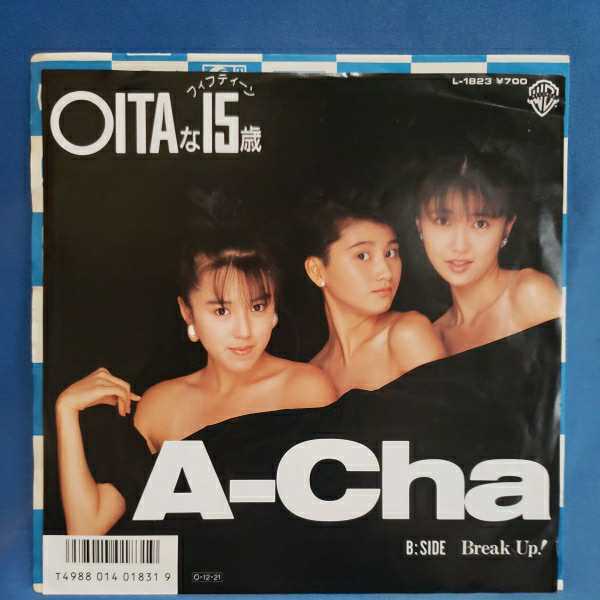 L-1823 ¥700
フィフティーン
OITAな15歳
A-Cha
B:SIDE Break Up!
T4988 014 01831 9
O-12-21